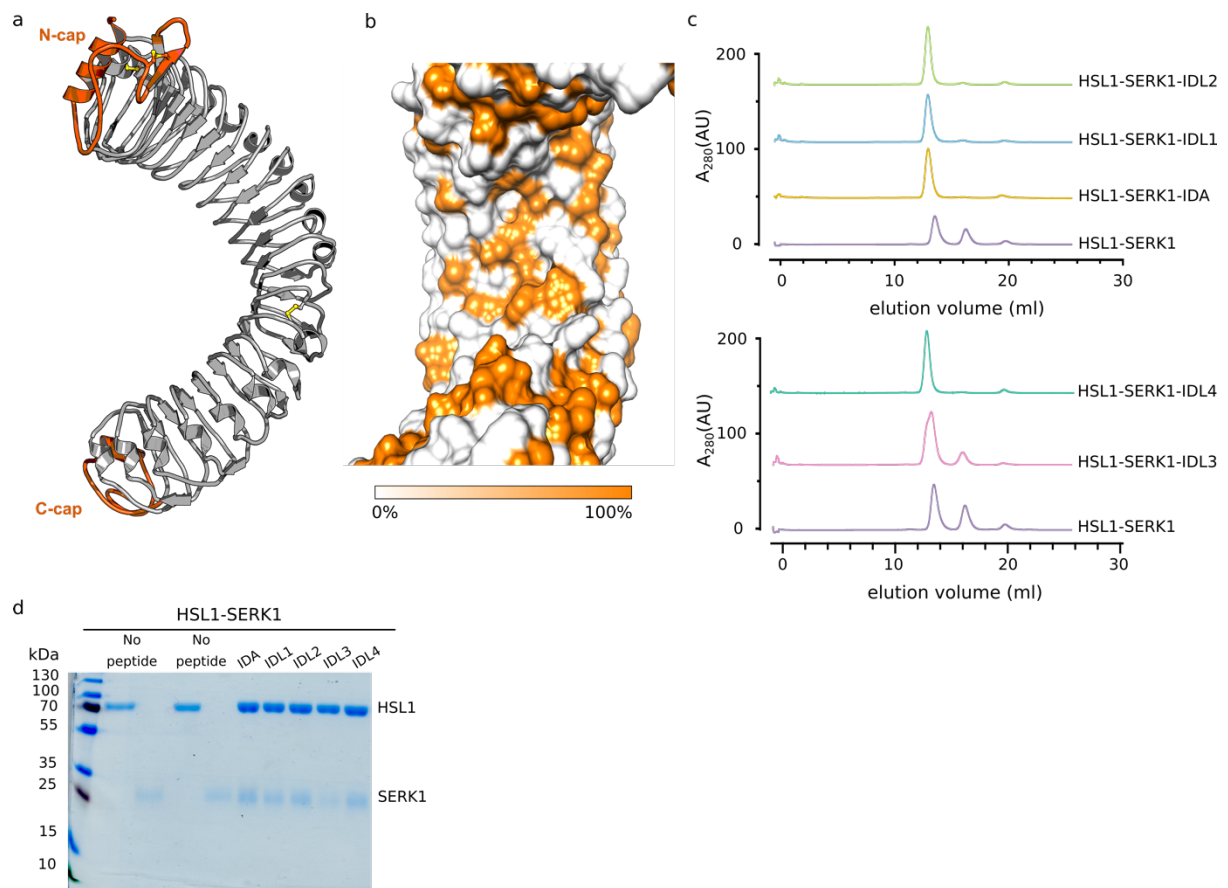 a
N-cap
C-cap
b
0%
100%
c
200
100
0
A280(AU)
HSL1-SERK1-IDL2
HSL1-SERK1-IDL1
HSL1-SERK1-IDA
HSL1-SERK1
0 10 20 30
elution volume (ml)
200
100
0
A280(AU)
HSL1-SERK1-IDL4
HSL1-SERK1-IDL3
HSL1-SERK1
0 10 20 30
elution volume (ml)
d
HSL1-SERK1
No peptide
No peptide
IDA
IDL1
IDL2
IDL3
IDL4
kDa
130
100
70
55
35
25
15
10
HSL1
SERK1